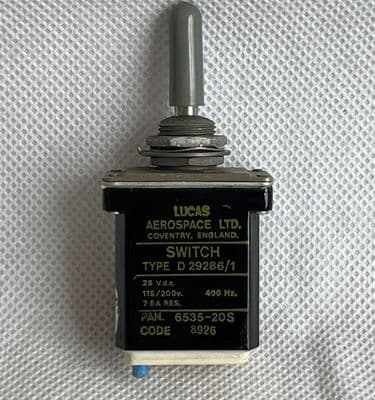 LUCAS
AEROSPACE LTD.
COVENTRY, ENGLAND.
SWITCH
TYPE D 29286/1
28 V.d.c.
115/200v. 400 Hz,
7·5A RES.
PAN. 6535-20S
CODE 8926